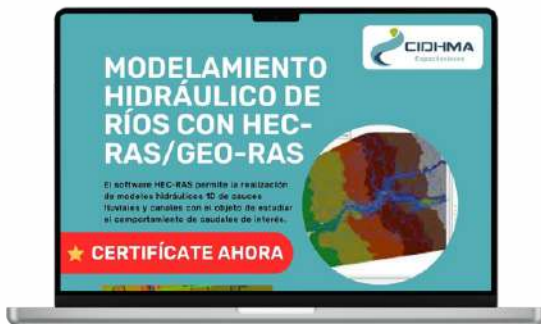 CIDHMA
Capacitaciones
MODELAMIENTO
HIDRÁULICO DE
RÍOS CON HEC-
RAS/GEO-RAS
El software HEC-RAS permite la realización
de modelos hidráulicos 1D de cauces
fluviales y canales con el objeto de estudiar
el comportamiento de caudales de interés.
CERTIFÍCATE AHORA